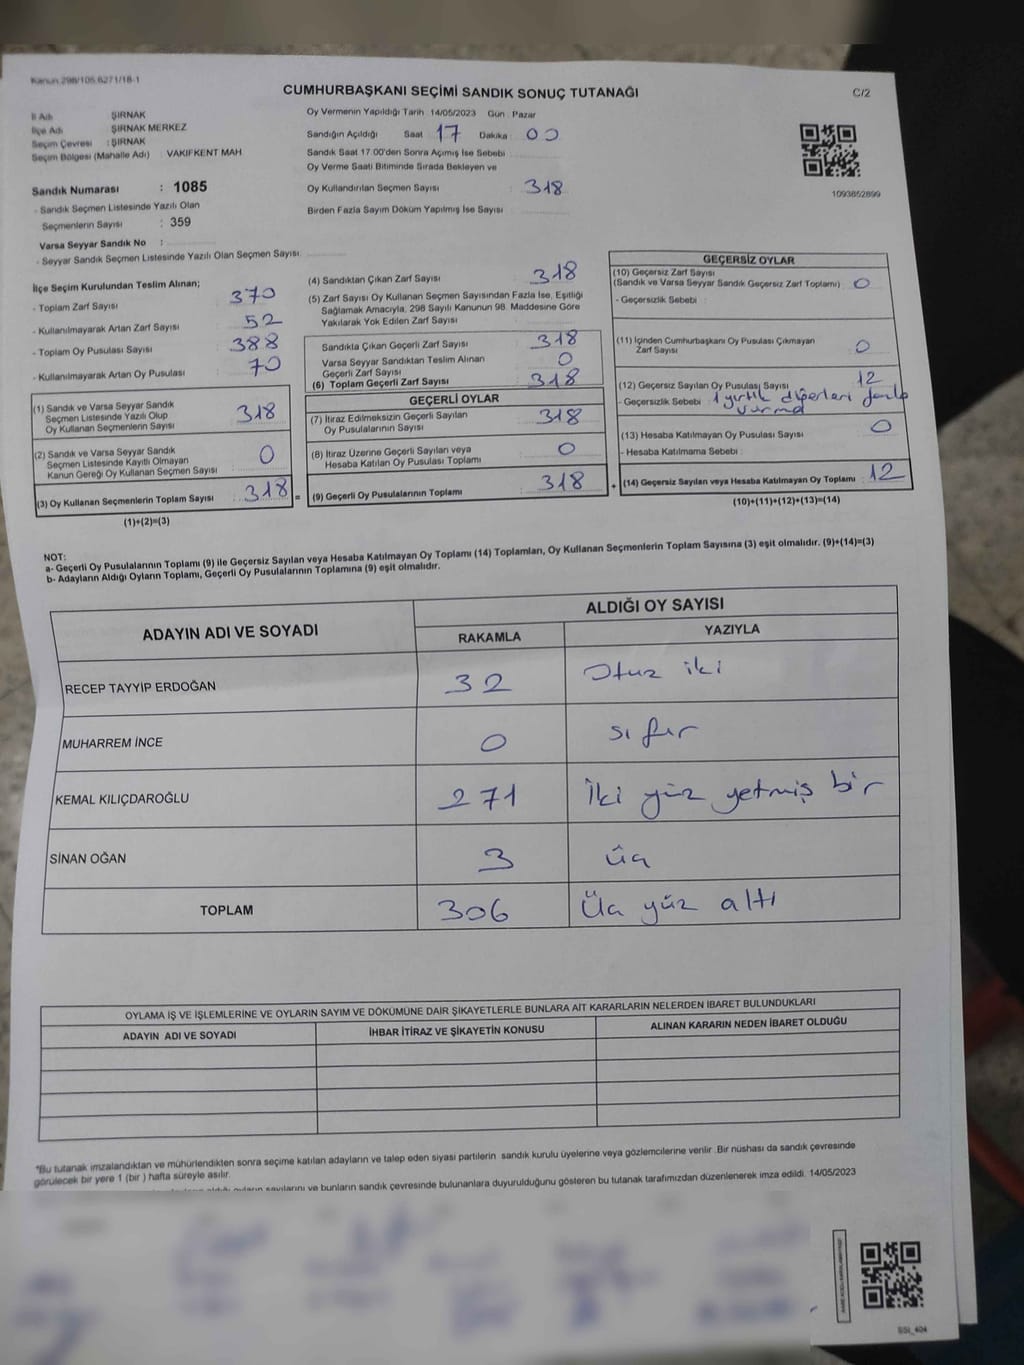 Kanun 298/105,6271/18-1
CUMHURBAŞKANI SEÇİMİ SANDIK SONUÇ TUTANAĞI
C/2
İl Adı ŞIRNAK
İlçe Adı ŞIRNAK MERKEZ
Seçim Çevresi : ŞIRNAK
Seçim Bölgesi (Mahalle Adı) : VAKIFKENT MAH
Sandık Numarası : 1085
- Sandık Seçmen Listesinde Yazılı Olan
Seçmenlerin Sayısı : 359
Varsa Seyyar Sandık No :
- Seyyar Sandık Seçmen Listesinde Yazılı Olan Seçmen Sayısı:
Oy Vermenin Yapıldığı Tarih : 14/05/2023 Gün : Pazar
Sandığın Açıldığı Saat : 17 Dakika : 00
Sandık Saat 17.00'den Sonra Açımış İse Sebebi
Oy Verme Saati Bitiminde Sırada Bekleyen ve
Oy Kullandırılan Seçmen Sayısı : 318
Birden Fazla Sayım Döküm Yapılmış İse Sayısı :
1093852899
İlçe Seçim Kurulundan Teslim Alınan;
- Toplam Zarf Sayısı : 370
- Kullanılmayarak Artan Zarf Sayısı : 52
- Toplam Oy Pusulası Sayısı : 388
- Kullanılmayarak Artan Oy Pusulası : 70
(1) Sandık ve Varsa Seyyar Sandık
Seçmen Listesinde Yazılı Olup
Oy Kullanan Seçmenlerin Sayısı : 318
(2) Sandık ve Varsa Seyyar Sandık
Seçmen Listesinde Kayıtlı Olmayan
Kanun Gereği Oy Kullanan Seçmen Sayısı : 0
(3) Oy Kullanan Seçmenlerin Toplam Sayısı : 318 =
(1)+(2)=(3)
(4) Sandıktan Çıkan Zarf Sayısı : 318
(5) Zarf Sayısı Oy Kullanan Seçmen Sayısından Fazla İse, Eşitliği
Sağlamak Amacıyla, 298 Sayılı Kanunun 98. Maddesine Göre
Yakılarak Yok Edilen Zarf Sayısı :
Sandıkta Çıkan Geçerli Zarf Sayısı : 318
Varsa Seyyar Sandıktan Teslim Alınan
Geçerli Zarf Sayısı : 0
(6) Toplam Geçerli Zarf Sayısı : 318
GEÇERLİ OYLAR
(7) İtiraz Edilmeksizin Geçerli Sayılan
Oy Pusulalarının Sayısı : 318
(8) İtiraz Üzerine Geçerli Sayılan veya
Hesaba Katılan Oy Pusulası Toplamı : 0
(9) Geçerli Oy Pusulalarının Toplamı : 318 +
GEÇERSİZ OYLAR
(10) Geçersiz Zarf Sayısı
(Sandık ve Varsa Seyyar Sandık Geçersiz Zarf Toplamı) : 0
- Geçersizlik Sebebi :
(11) İçinden Cumhurbaşkanı Oy Pusulası Çıkmayan
Zarf Sayısı : 0
(12) Geçersiz Sayılan Oy Pusulası Sayısı : 12
- Geçersizlik Sebebi : 1 yırtık diğerleri fazla
vurma
(13) Hesaba Katılmayan Oy Pusulası Sayısı : 0
- Hesaba Katılmama Sebebi :
(14) Geçersiz Sayılan veya Hesaba Katılmayan Oy Toplamı : 12
(10)+(11)+(12)+(13)=(14)
NOT:
a- Geçerli Oy Pusulalarının Toplamı (9) ile Geçersiz Sayılan veya Hesaba Katılmayan Oy Toplamı (14) Toplamları, Oy Kullanan Seçmenlerin Toplam Sayısına (3) eşit olmalıdır. (9)+(14)=(3)
b- Adayların Aldığı Oyların Toplamı, Geçerli Oy Pusulalarının Toplamına (9) eşit olmalıdır.
ADAYIN ADI VE SOYADI
ALDIĞI OY SAYISI
RAKAMLA YAZIYLA
RECEP TAYYİP ERDOĞAN 32 Otuz iki
MUHARREM İNCE 0 sıfır
KEMAL KILIÇDAROĞLU 271 İki yüz yetmiş bir
SİNAN OĞAN 3 üç
TOPLAM 306 Üç yüz altı
OYLAMA İŞ VE İŞLEMLERİNE VE OYLARIN SAYIM VE DÖKÜMÜNE DAİR ŞİKAYETLERLE BUNLARA AİT KARARLARIN NELERDEN İBARET BULUNDUKLARI
ADAYIN ADI VE SOYADI İHBAR İTİRAZ VE ŞİKAYETİN KONUSU ALINAN KARARIN NEDEN İBARET OLDUĞU
*Bu tutanak imzalandıktan ve mühürlendikten sonra seçime katılan adayların ve talep eden siyasi partilerin sandık kurulu üyelerine veya gözlemcilerine verilir .Bir nüshası da sandık çevresinde
görülecek bir yere 1 (bir ) hafta süreyle asılır.
aldığı oyların sayılarını ve bunların sandık çevresinde bulunanlara duyurulduğunu gösteren bu tutanak tarafımızdan düzenlenerek imza edildi. 14/05/2023